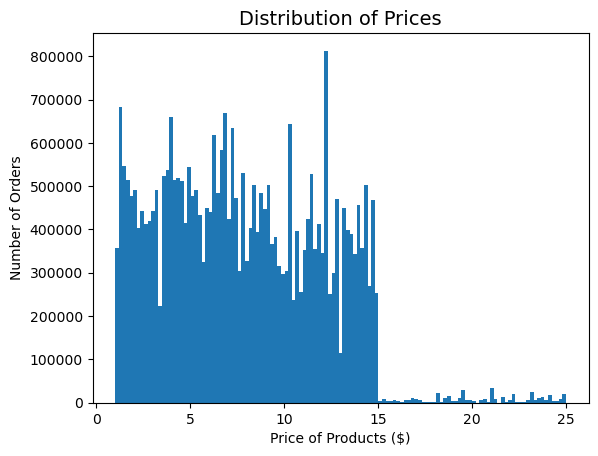 Distribution of Prices
800000
700000
600000
500000
400000
300000
200000
100000
0
Number of Orders
0 5 10 15 20 25
Price of Products ($)